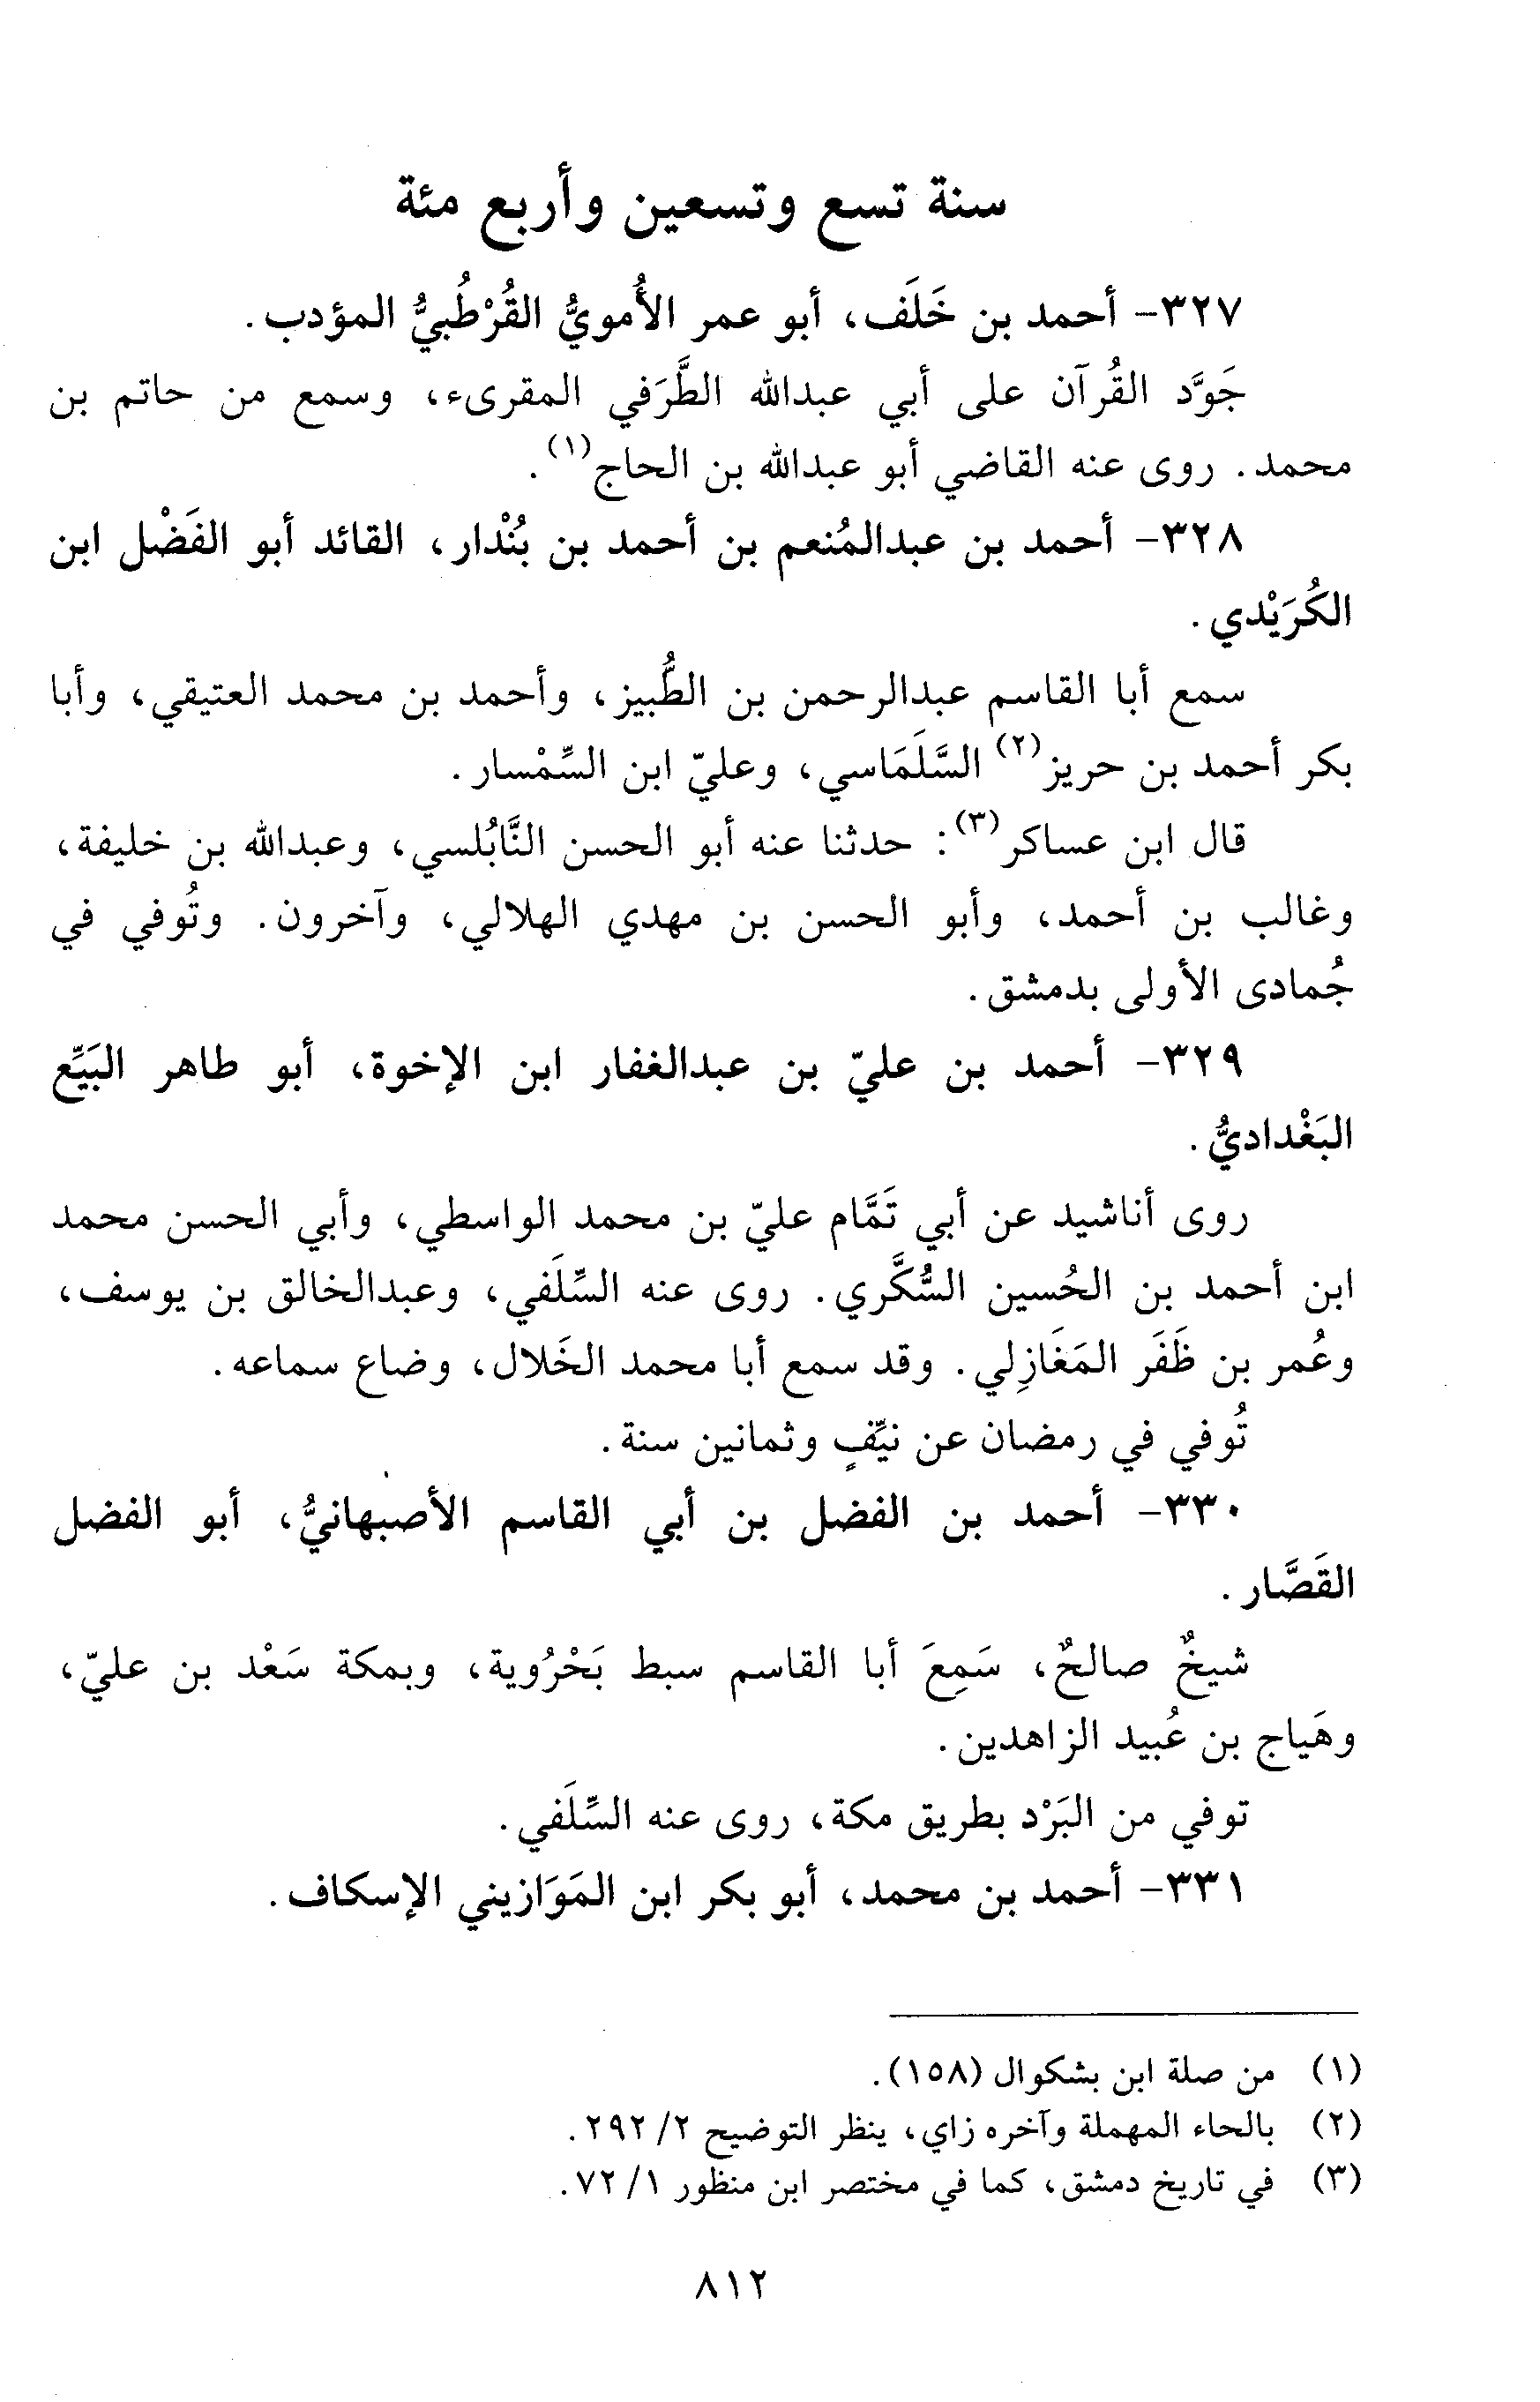 سنة تسع وتسعين وأربع مئة
٣٢٧- أحمد بن خَلَف، أبو عمر الأُمويُّ القُرْطُبيُّ المؤدب.
جَوَّد القُرآن على أبي عبدالله الطَّرَفي المقرىء، وسمع من حاتم بن
محمد. روى عنه القاضي أبو عبدالله بن الحاج(١).
٣٢٨- أحمد بن عبدالمُنعم بن أحمد بن بُنْدار، القائد أبو الفَضْل ابن
الكُرَيْدي.
سمع أبا القاسم عبدالرحمن بن الطُّبيز، وأحمد بن محمد العتيقي، وأبا
بكر أحمد بن حريز(٢) السَّلَمَاسي، وعليّ ابن السِّمْسار.
قال ابن عساكر(٣): حدثنا عنه أبو الحسن النَّابُلسي، وعبدالله بن خليفة،
وغالب بن أحمد، وأبو الحسن بن مهدي الهلالي، وآخرون. وتُوفي في
جُمادى الأولى بدمشق.
٣٢٩- أحمد بن عليّ بن عبدالغفار ابن الإخوة، أبو طاهر البَيِّع
البَغْداديُّ.
روى أناشيد عن أبي تَمَّام عليّ بن محمد الواسطي، وأبي الحسن محمد
ابن أحمد بن الحُسين السُّكَّري. روى عنه السِّلَفي، وعبدالخالق بن يوسف،
وعُمر بن ظَفَر المَغَازِلي. وقد سمع أبا محمد الخَلال، وضاع سماعه.
تُوفي في رمضان عن نيِّفٍ وثمانين سنة.
٣٣٠- أحمد بن الفضل بن أبي القاسم الأصبهانيُّ، أبو الفضل
القَصَّار.
شيخٌ صالحٌ، سَمِعَ أبا القاسم سبط بَحْرُوية، وبمكة سَعْد بن عليّ،
وهَياج بن عُبيد الزاهدين.
توفي من البَرْد بطريق مكة، روى عنه السِّلَفي.
٣٣١- أحمد بن محمد، أبو بكر ابن المَوَازيني الإسكاف.
(١) من صلة ابن بشكوال (١٥٨).
(٢) بالحاء المهملة وآخره زاي، ينظر التوضيح ٢/ ٢٩٢.
(٣) في تاريخ دمشق، كما في مختصر ابن منظور ١/ ٧٢.
٨١٢